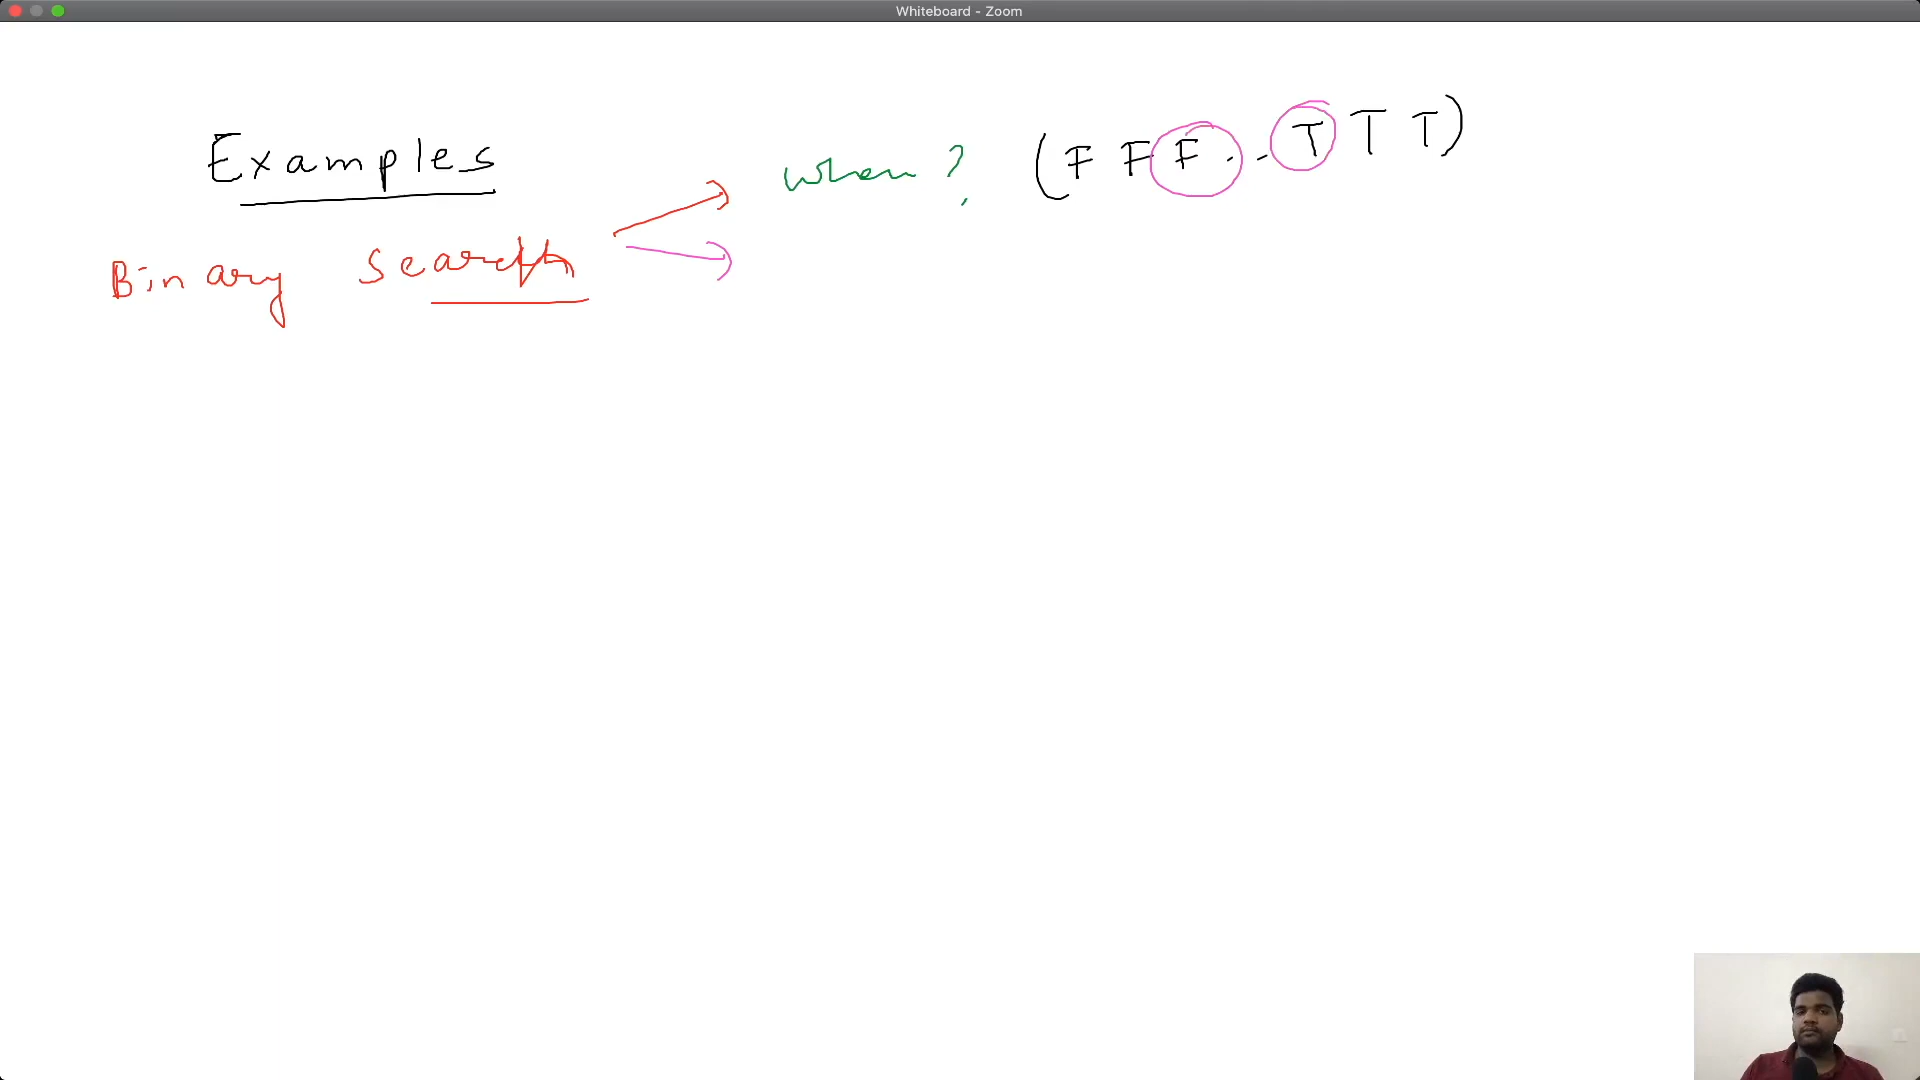 Whiteboard - Zoom
Examples
when ? (F F F . . T T T)
Binary Search